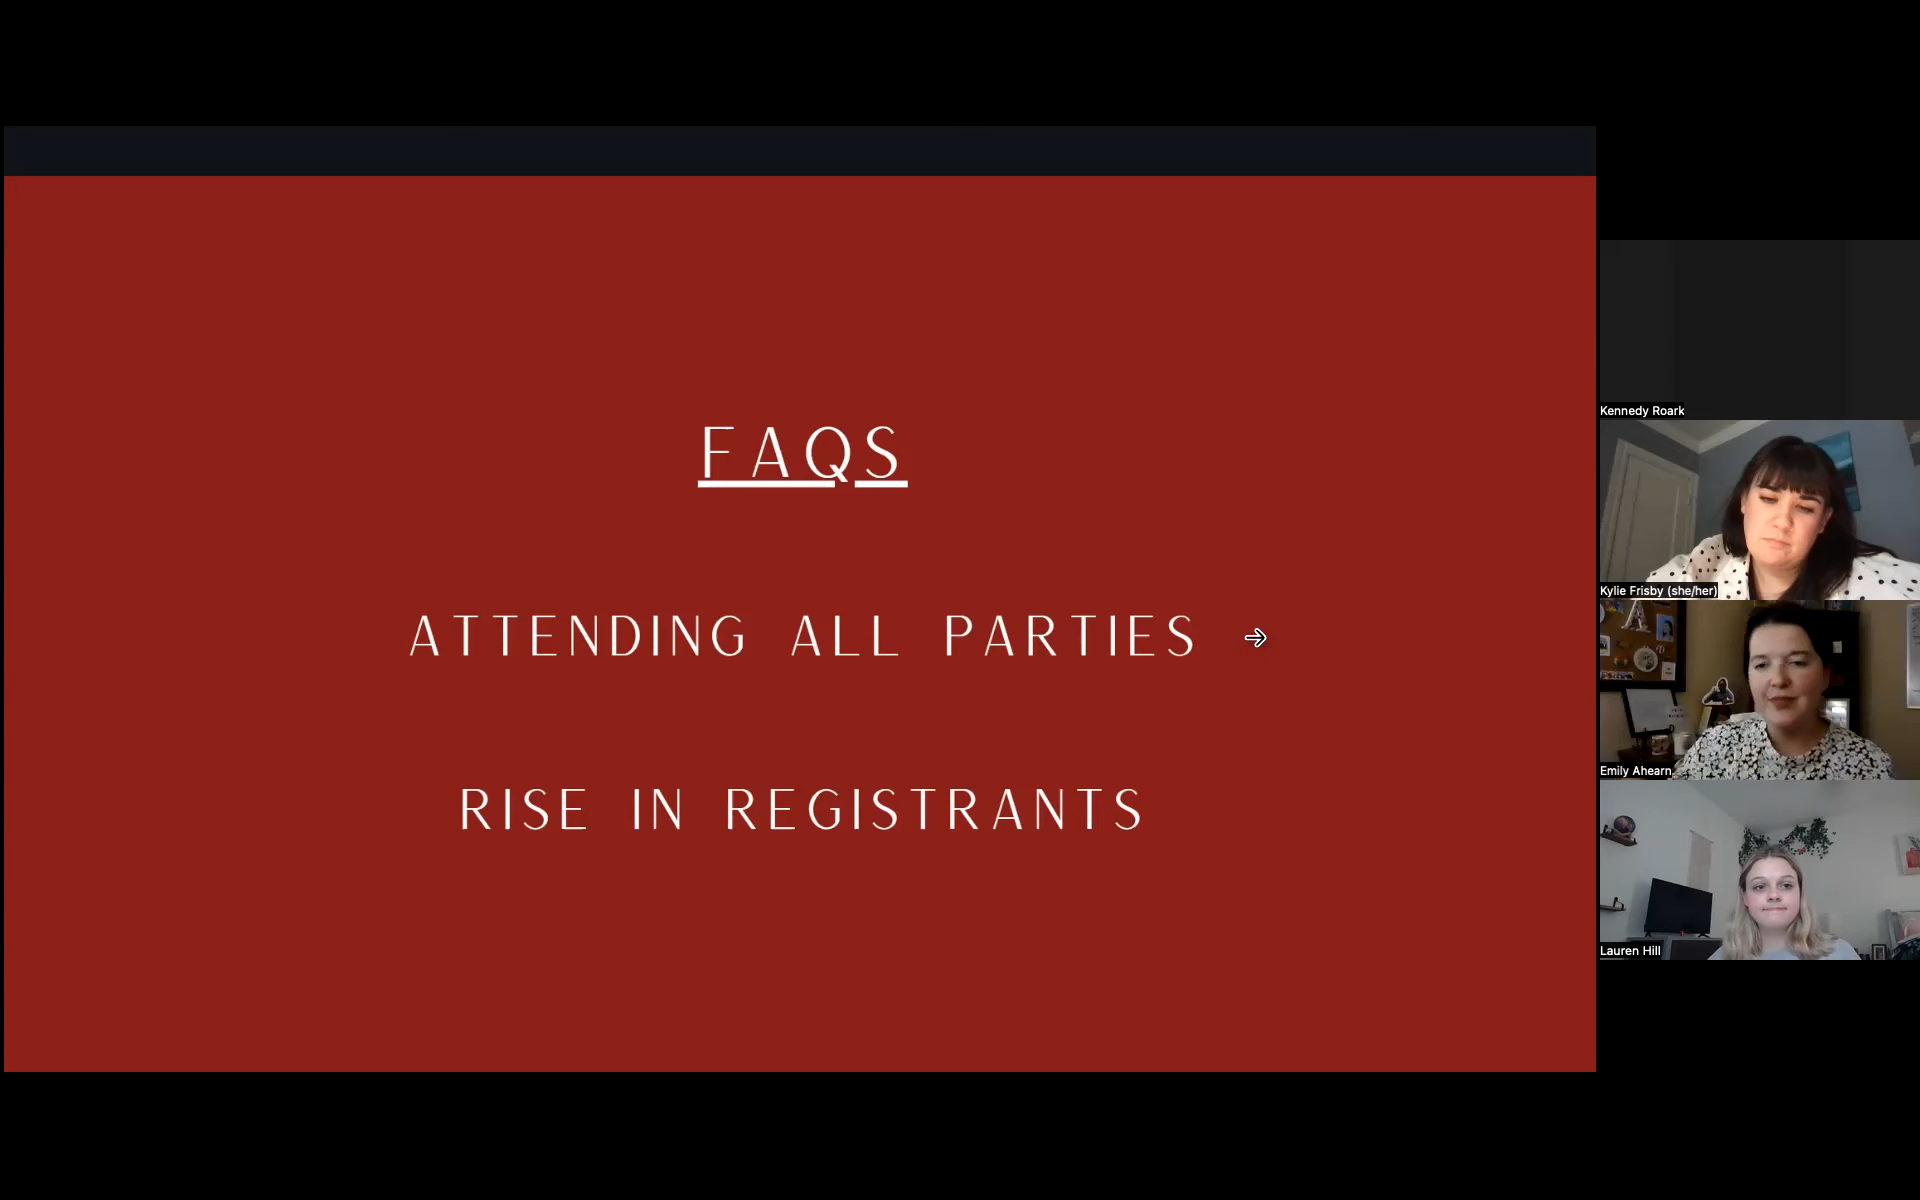 FAQS
ATTENDING ALL PARTIES
RISE IN REGISTRANTS
Kennedy Roark
Kylie Frisby (she/her)
Emily Ahearn
Lauren Hill